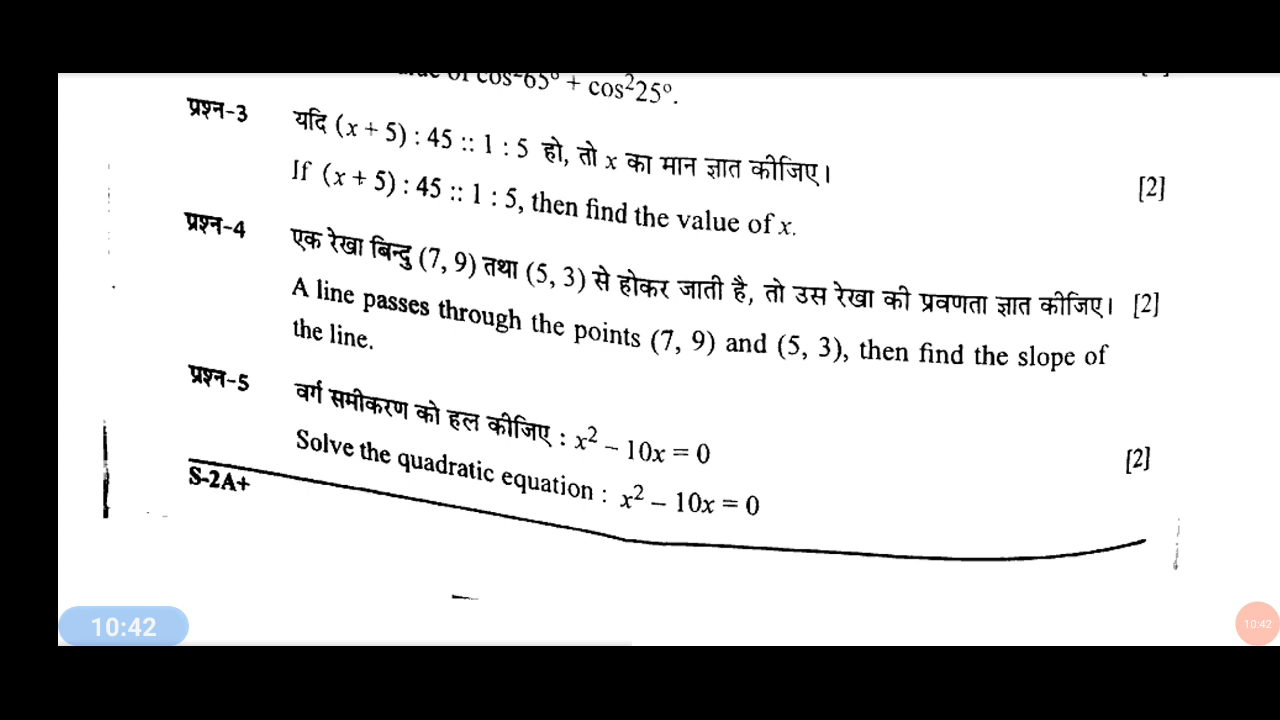 of cos²65° + cos²25°.
प्रश्न-3 यदि (x + 5) : 45 :: 1 : 5 हो, तो x का मान ज्ञात कीजिए। [2]
If (x + 5) : 45 :: 1 : 5, then find the value of x.
प्रश्न-4 एक रेखा बिन्दु (7, 9) तथा (5, 3) से होकर जाती है, तो उस रेखा की प्रवणता ज्ञात कीजिए। [2]
A line passes through the points (7, 9) and (5, 3), then find the slope of
the line.
प्रश्न-5 वर्ग समीकरण को हल कीजिए : x² – 10x = 0 [2]
Solve the quadratic equation : x² – 10x = 0
S-2A+
10:42
10:42